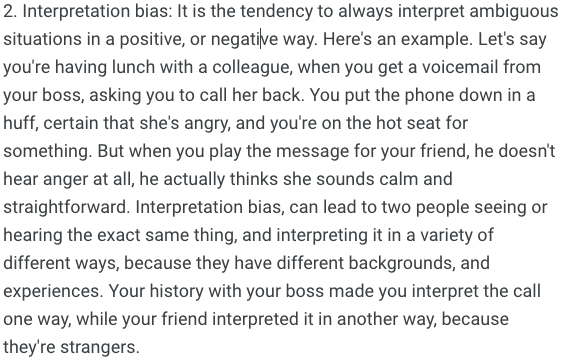 2. Interpretation bias: It is the tendency to always interpret ambiguous
situations in a positive, or negative way. Here's an example. Let's say
you're having lunch with a colleague, when you get a voicemail from
your boss, asking you to call her back. You put the phone down in a
huff, certain that she's angry, and you're on the hot seat for
something. But when you play the message for your friend, he doesn't
hear anger at all, he actually thinks she sounds calm and
straightforward. Interpretation bias, can lead to two people seeing or
hearing the exact same thing, and interpreting it in a variety of
different ways, because they have different backgrounds, and
experiences. Your history with your boss made you interpret the call
one way, while your friend interpreted it in another way, because
they're strangers.